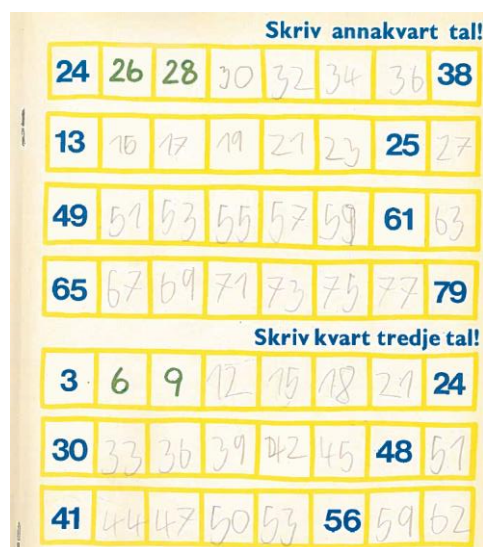 Skriv annakvart tal!
24 26 28 30 32 34 36 38
13 15 17 19 21 23 25 27
49 51 53 55 57 59 61 63
65 67 69 71 73 75 77 79
Skriv kvart tredje tal!
3 6 9 12 15 18 21 24
30 33 36 39 42 45 48 51
41 44 47 50 53 56 59 62